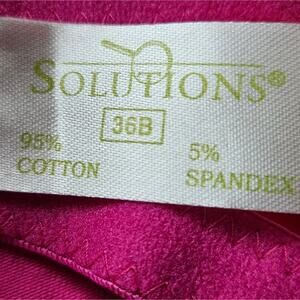 SOLUTIONS®
36B
95%
COTTON
5%
SPANDEX